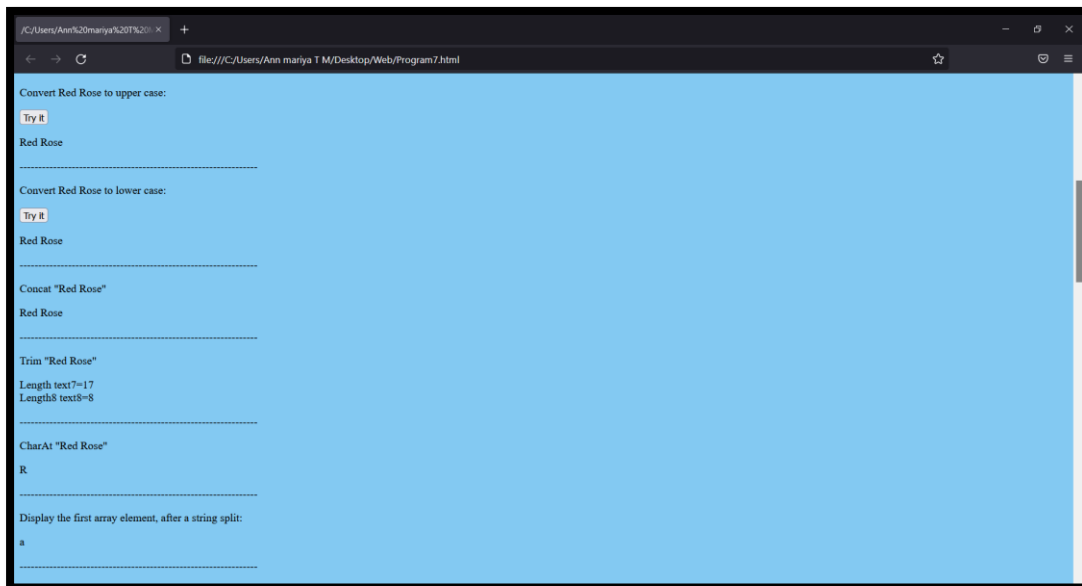 /C:/Users/Ann%20mariya%20T%20
file:///C:/Users/Ann mariya T M/Desktop/Web/Program7.html
Convert Red Rose to upper case:
Try it
Red Rose
----------------------------------------------------------------
Convert Red Rose to lower case:
Try it
Red Rose
----------------------------------------------------------------
Concat "Red Rose"
Red Rose
----------------------------------------------------------------
Trim "Red Rose"
Length text7=17
Length8 text8=8
----------------------------------------------------------------
CharAt "Red Rose"
R
----------------------------------------------------------------
Display the first array element, after a string split:
a
----------------------------------------------------------------